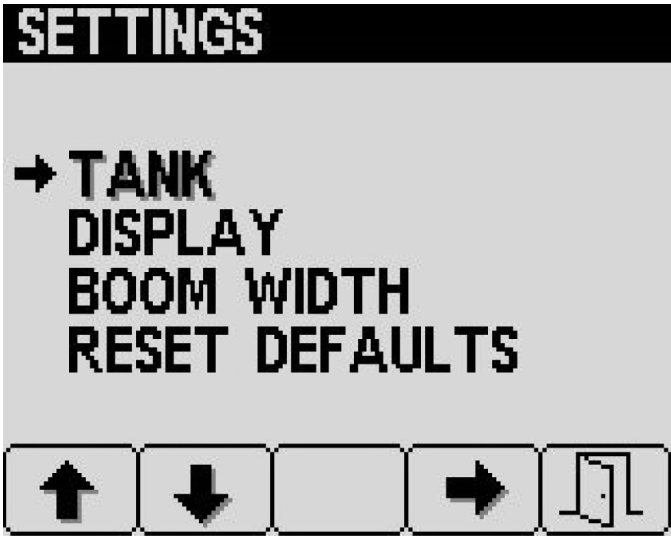 SETTINGS
TANK
DISPLAY
BOOM WIDTH
RESET DEFAULTS